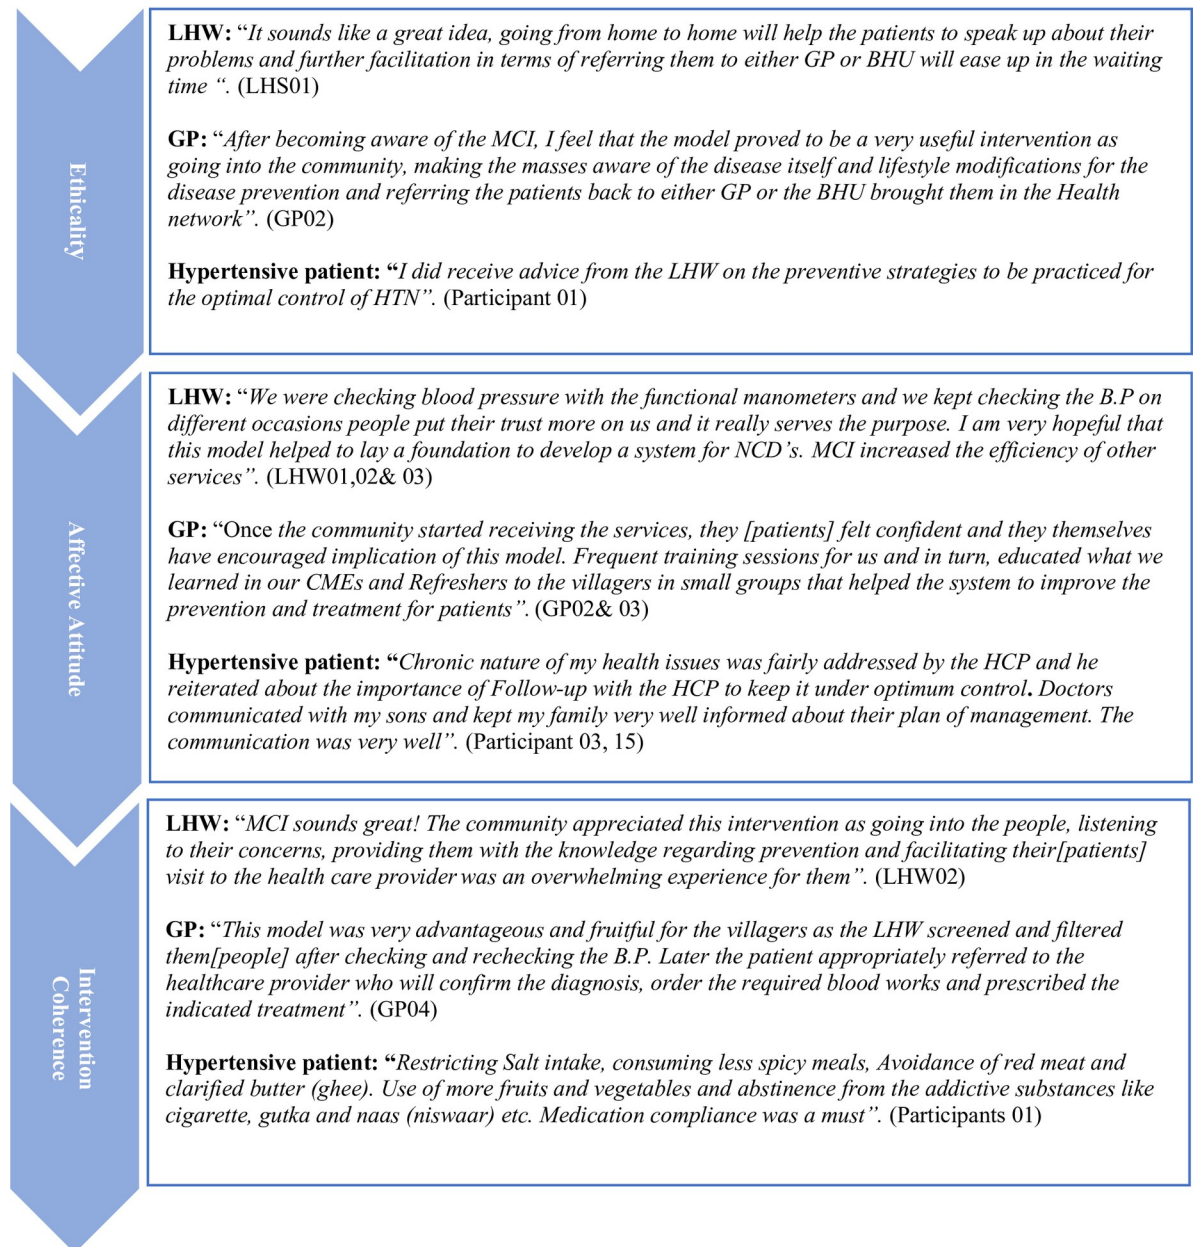 Ethicality
LHW: “It sounds like a great idea, going from home to home will help the patients to speak up about their
problems and further facilitation in terms of referring them to either GP or BHU will ease up in the waiting
time “. (LHS01)
GP: “After becoming aware of the MCI, I feel that the model proved to be a very useful intervention as
going into the community, making the masses aware of the disease itself and lifestyle modifications for the
disease prevention and referring the patients back to either GP or the BHU brought them in the Health
network”. (GP02)
Hypertensive patient: “I did receive advice from the LHW on the preventive strategies to be practiced for
the optimal control of HTN”. (Participant 01)
Affective Attitude
LHW: “We were checking blood pressure with the functional manometers and we kept checking the B.P on
different occasions people put their trust more on us and it really serves the purpose. I am very hopeful that
this model helped to lay a foundation to develop a system for NCD’s. MCI increased the efficiency of other
services”. (LHW01,02& 03)
GP: “Once the community started receiving the services, they [patients] felt confident and they themselves
have encouraged implication of this model. Frequent training sessions for us and in turn, educated what we
learned in our CMEs and Refreshers to the villagers in small groups that helped the system to improve the
prevention and treatment for patients”. (GP02& 03)
Hypertensive patient: “Chronic nature of my health issues was fairly addressed by the HCP and he
reiterated about the importance of Follow-up with the HCP to keep it under optimum control. Doctors
communicated with my sons and kept my family very well informed about their plan of management. The
communication was very well”. (Participant 03, 15)
Intervention
Coherence
LHW: “MCI sounds great! The community appreciated this intervention as going into the people, listening
to their concerns, providing them with the knowledge regarding prevention and facilitating their[patients]
visit to the health care provider was an overwhelming experience for them”. (LHW02)
GP: “This model was very advantageous and fruitful for the villagers as the LHW screened and filtered
them[people] after checking and rechecking the B.P. Later the patient appropriately referred to the
healthcare provider who will confirm the diagnosis, order the required blood works and prescribed the
indicated treatment”. (GP04)
Hypertensive patient: “Restricting Salt intake, consuming less spicy meals, Avoidance of red meat and
clarified butter (ghee). Use of more fruits and vegetables and abstinence from the addictive substances like
cigarette, gutka and naas (niswaar) etc. Medication compliance was a must”. (Participants 01)